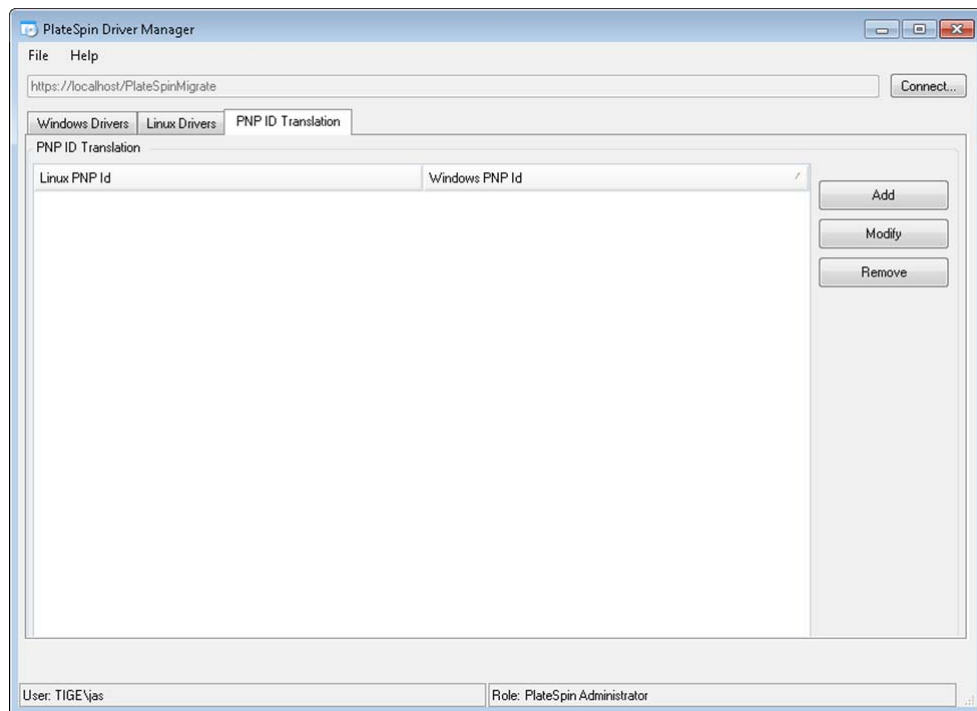 PlateSpin Driver Manager
File Help
https://localhost/PlateSpinMigrate Connect...
Windows Drivers Linux Drivers PNP ID Translation
PNP ID Translation
Linux PNP Id Windows PNP Id
Add
Modify
Remove
User: TIGE\jas Role: PlateSpin Administrator